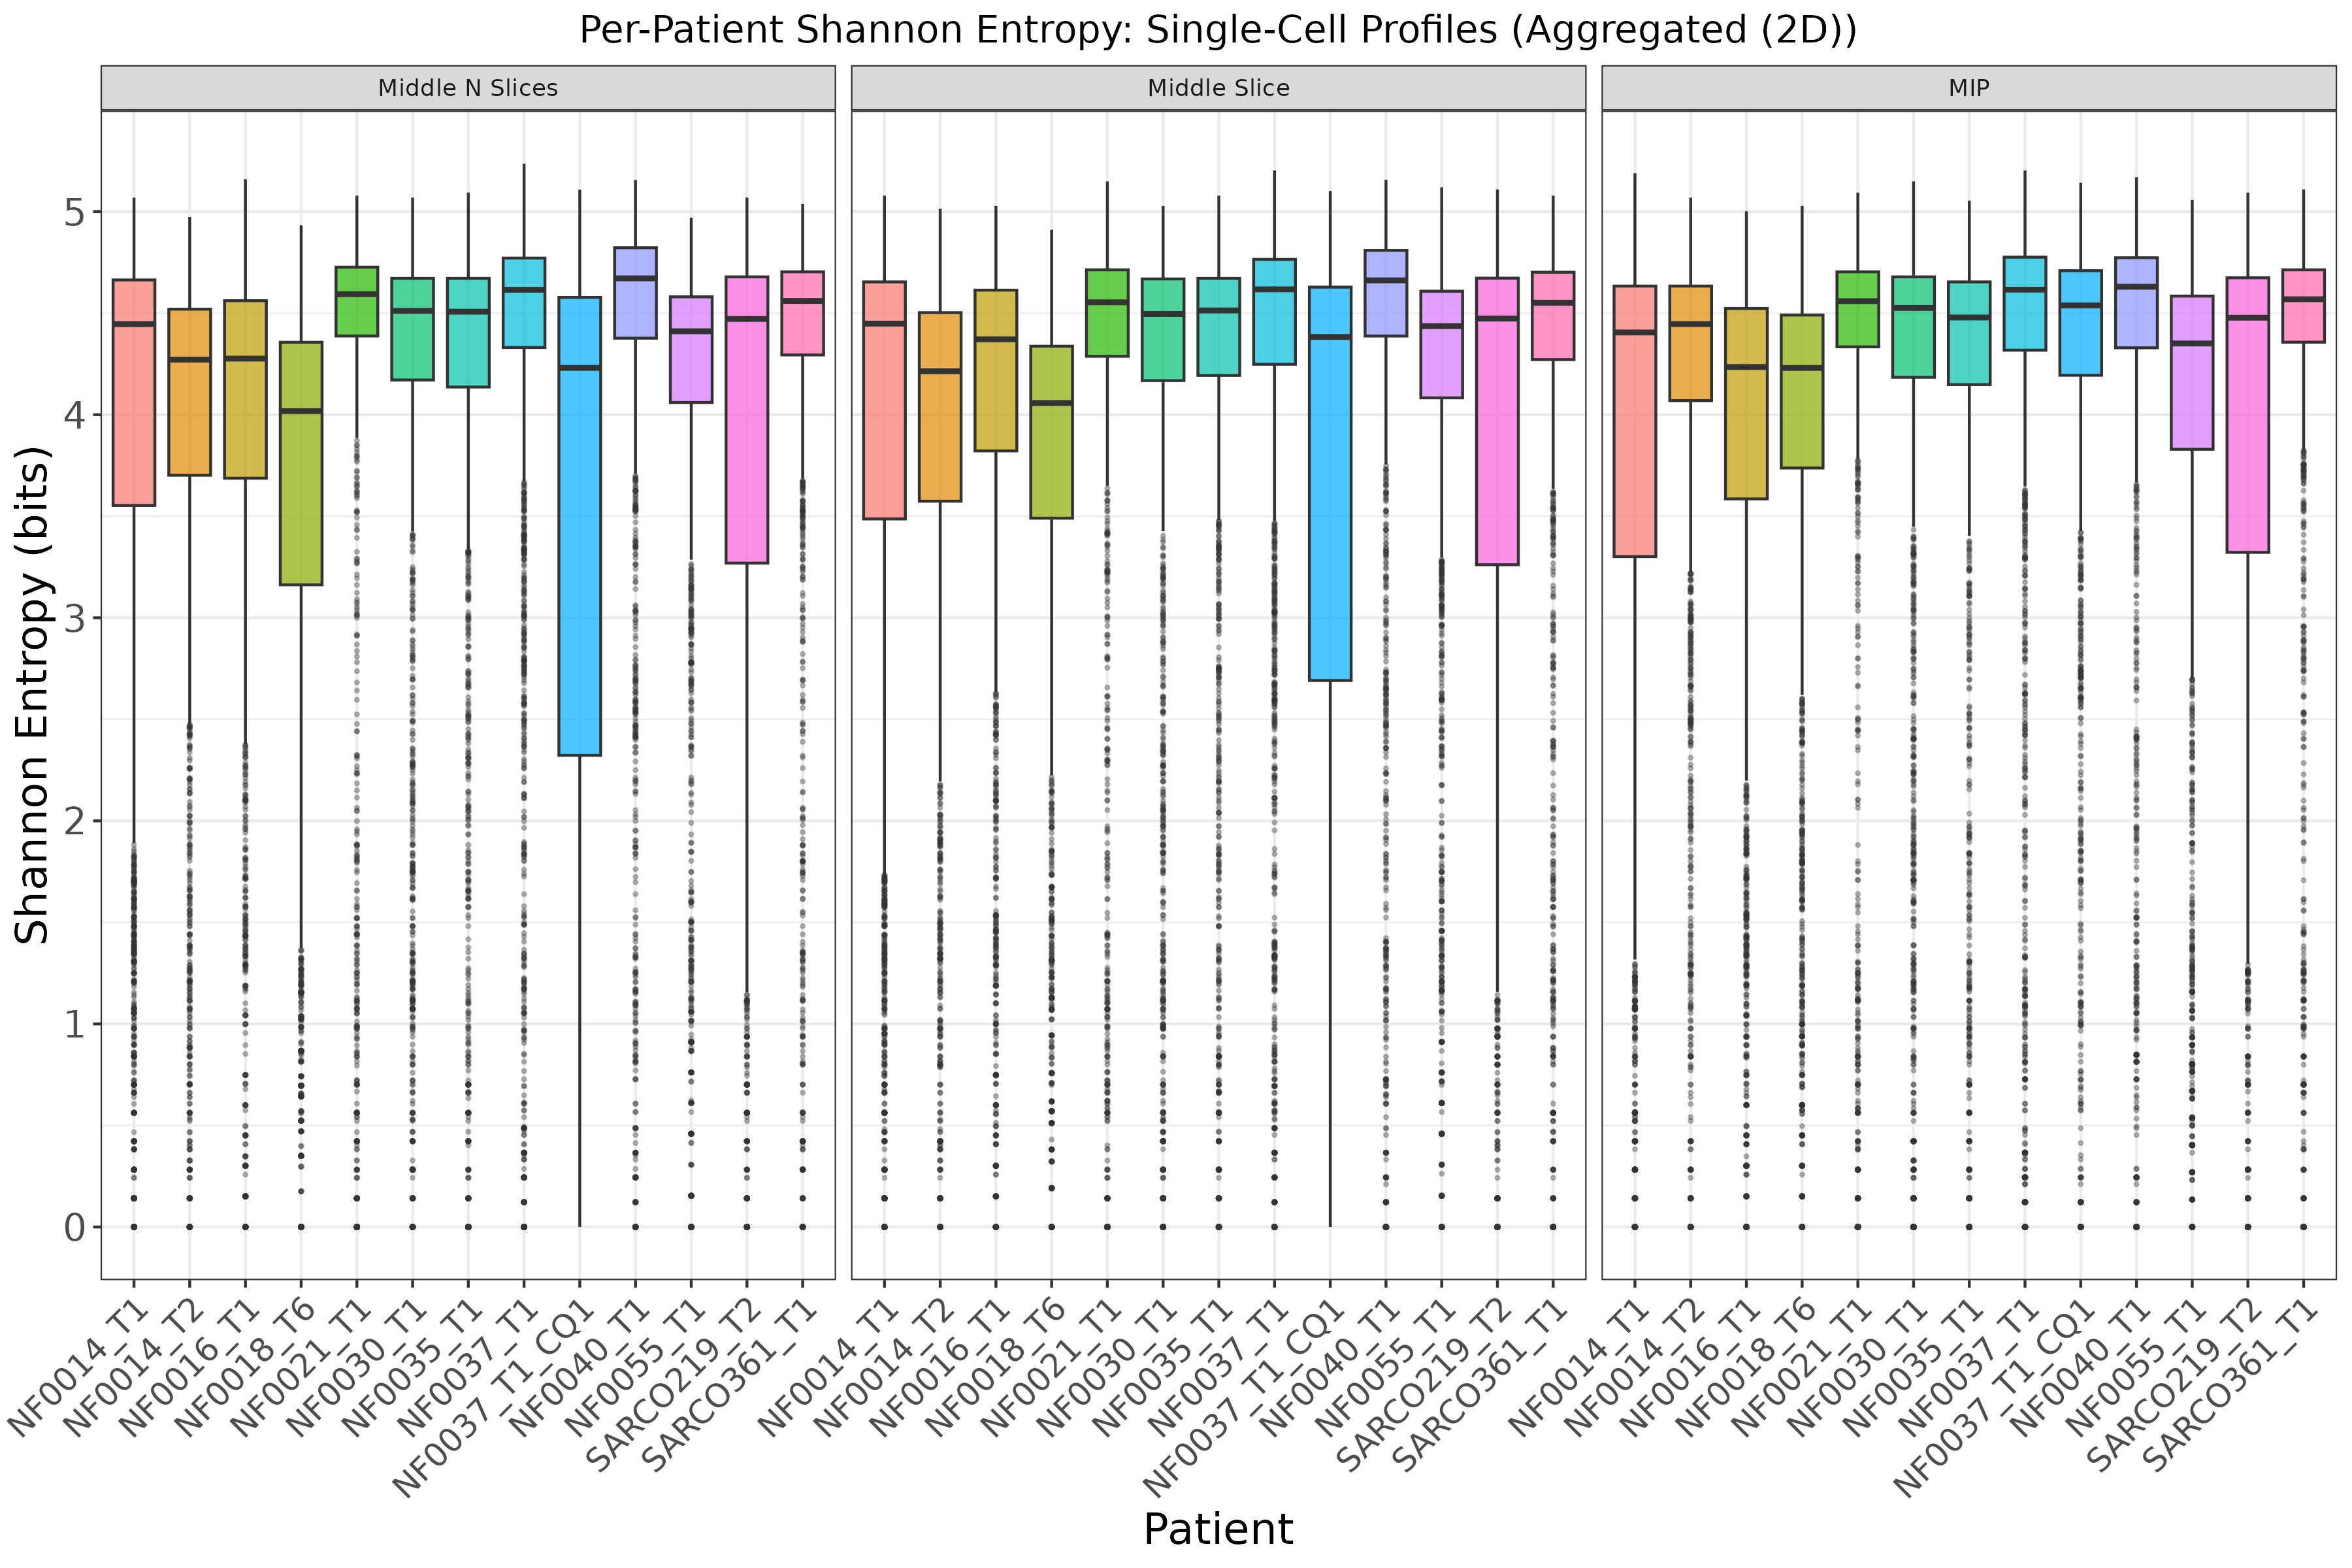 Per-Patient Shannon Entropy: Single-Cell Profiles (Aggregated (2D))
Middle N Slices
Middle Slice
MIP
Shannon Entropy (bits)
5
4
3
2
1
0
NF0014_T1
NF0014_T2
NF0016_T1
NF0018_T6
NF0021_T1
NF0030_T1
NF0035_T1
NF0037_T1
NF0037_T1_CQ1
NF0040_T1
NF0055_T1
SARCO219_T2
SARCO361_T1
NF0014_T1
NF0014_T2
NF0016_T1
NF0018_T6
NF0021_T1
NF0030_T1
NF0035_T1
NF0037_T1
NF0037_T1_CQ1
NF0040_T1
NF0055_T1
SARCO219_T2
SARCO361_T1
NF0014_T1
NF0014_T2
NF0016_T1
NF0018_T6
NF0021_T1
NF0030_T1
NF0035_T1
NF0037_T1
NF0037_T1_CQ1
NF0040_T1
NF0055_T1
SARCO219_T2
SARCO361_T1
Patient